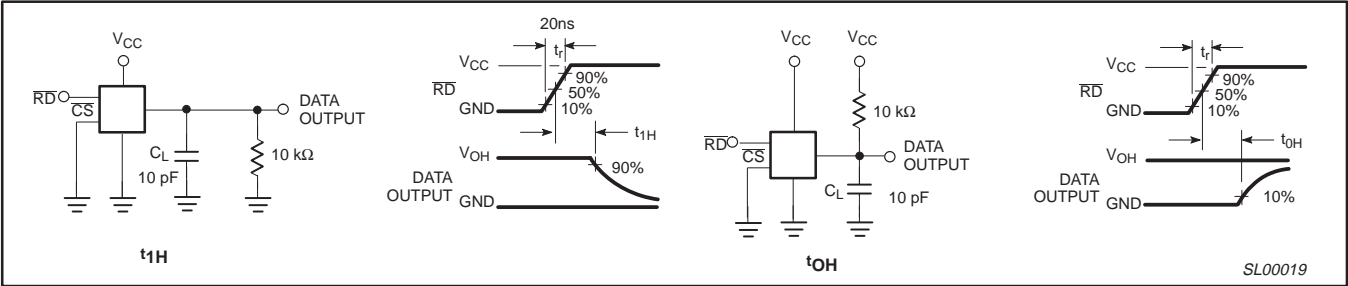 VCC
RD
CS
DATA
OUTPUT
CL
10 pF
10 kΩ
t1H
20ns
tr
VCC
RD
GND
90%
50%
10%
t1H
VOH
90%
DATA
OUTPUT
GND
VCC
VCC
10 kΩ
RD
CS
DATA
OUTPUT
CL
10 pF
tOH
tr
VCC
RD
GND
90%
50%
10%
t0H
VOH
DATA
OUTPUT
GND
10%
SL00019